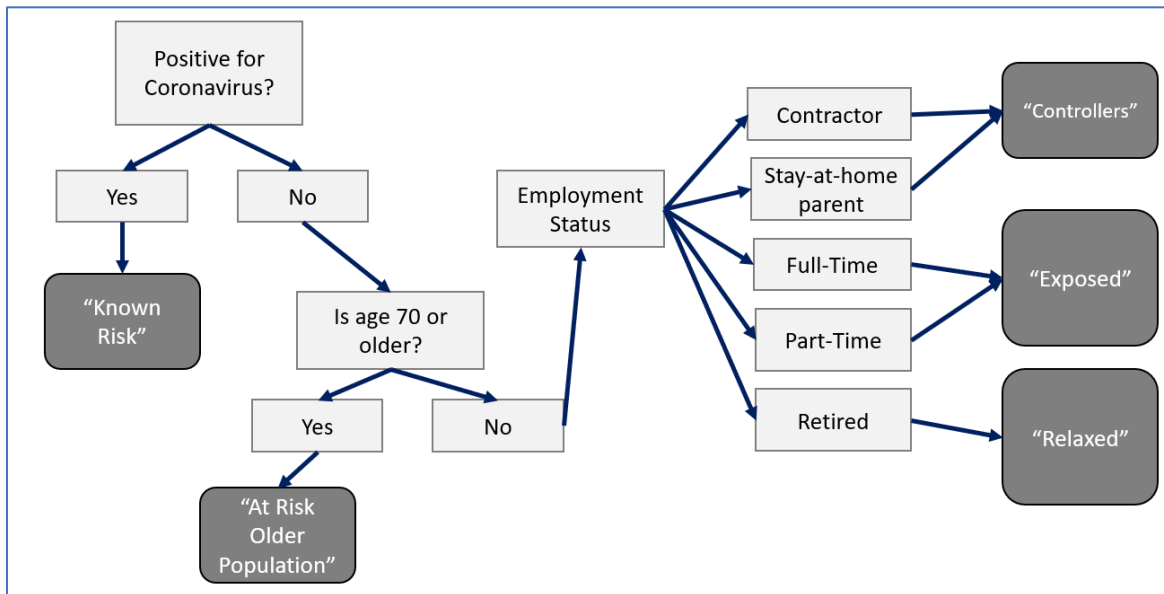 Positive for
Coronavirus?
Yes
No
“Known
Risk”
Is age 70 or
older?
Yes
No
“At Risk
Older
Population”
Employment
Status
Contractor
Stay-at-home
parent
Full-Time
Part-Time
Retired
“Controllers”
“Exposed”
“Relaxed”